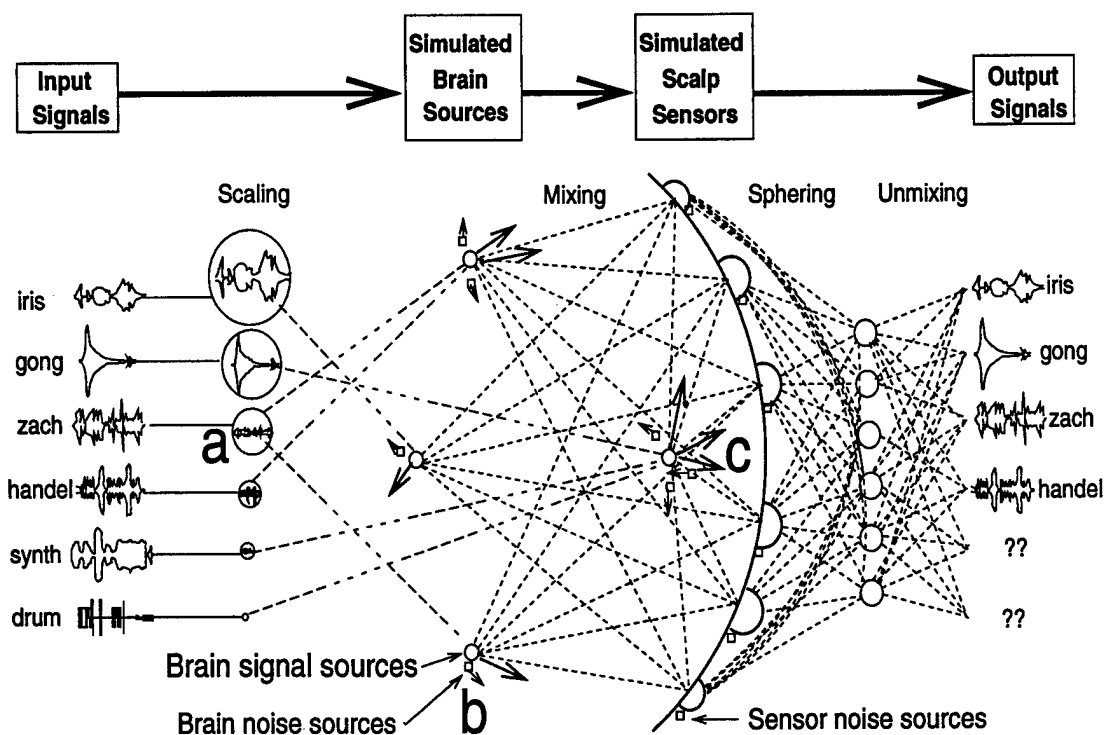 Input
Signals
Simulated
Brain
Sources
Simulated
Scalp
Sensors
Output
Signals
Scaling
Mixing
Sphering
Unmixing
iris
gong
zach
handel
synth
drum
a
b
c
iris
gong
zach
handel
??
??
Brain signal sources
Brain noise sources
Sensor noise sources